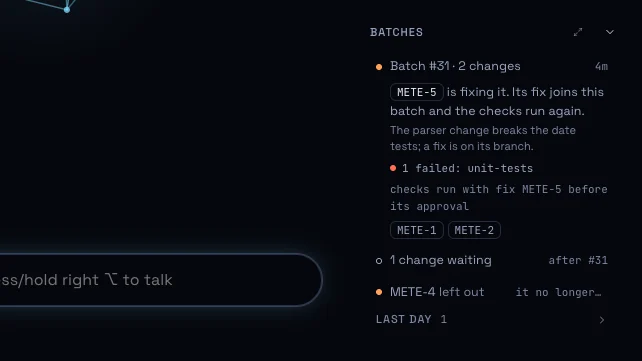 BATCHES
Batch #31 · 2 changes 4m
METE-5 is fixing it. Its fix joins this
batch and the checks run again.
The parser change breaks the date
tests; a fix is on its branch.
1 failed: unit-tests
checks run with fix METE-5 before
its approval
METE-1 METE-2
ss/hold right ⌥ to talk
1 change waiting after #31
METE-4 left out it no longer…
LAST DAY 1